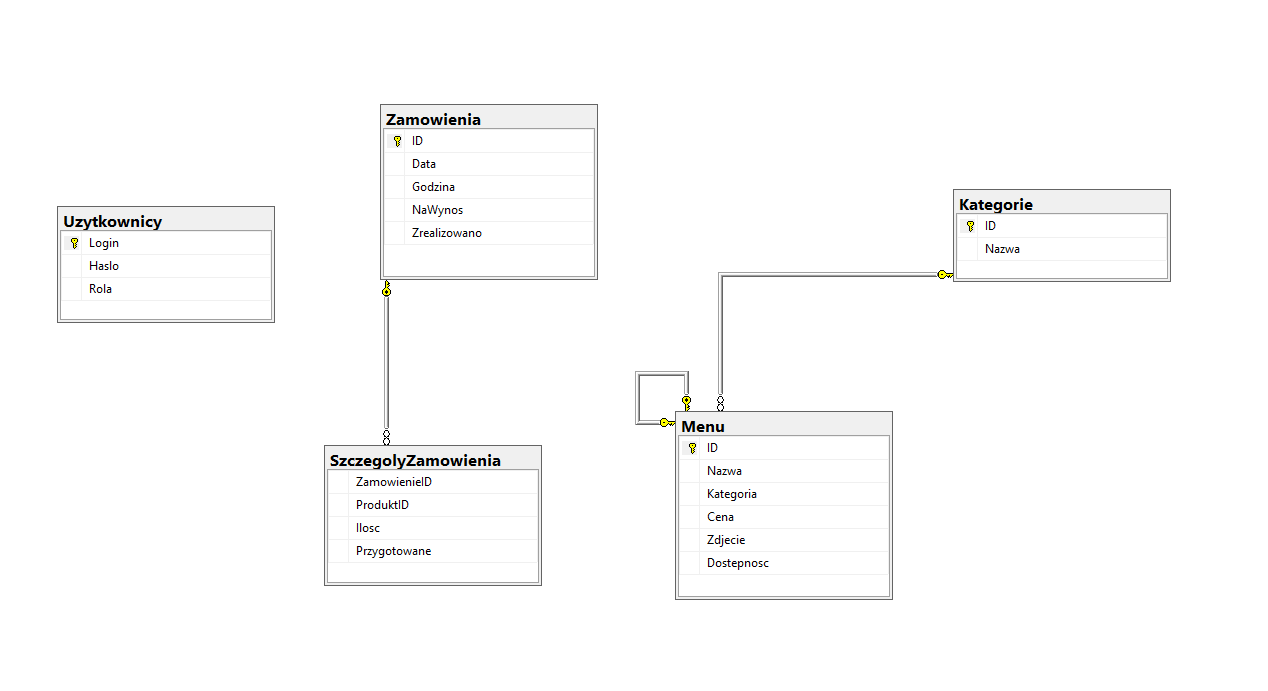 Uzytkownicy
Login
Haslo
Rola
Zamowienia
ID
Data
Godzina
NaWynos
Zrealizowano
SzczegolyZamowienia
ZamowienieID
ProduktID
Ilosc
Przygotowane
Menu
ID
Nazwa
Kategoria
Cena
Zdjecie
Dostepnosc
Kategorie
ID
Nazwa